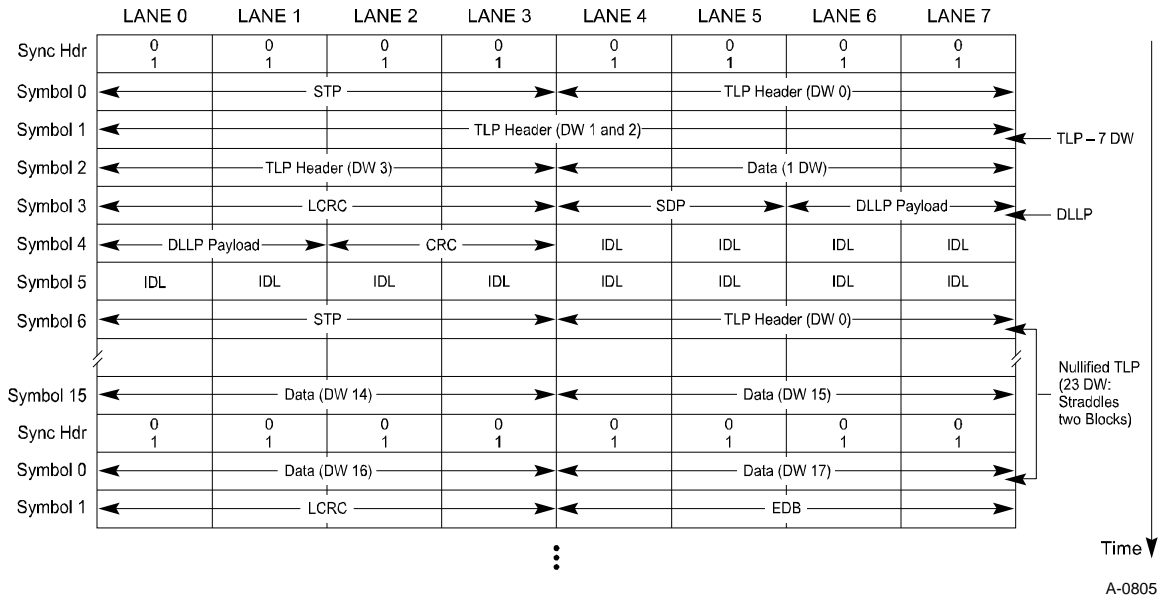 LANE 0 LANE 1 LANE 2 LANE 3 LANE 4 LANE 5 LANE 6 LANE 7
Sync Hdr 0 0 0 0 0 0 0 0
1 1 1 1 1 1 1 1
Symbol 0 STP TLP Header (DW 0)
Symbol 1 TLP Header (DW 1 and 2)
TLP – 7 DW
Symbol 2 TLP Header (DW 3) Data (1 DW)
Symbol 3 LCRC SDP DLLP Payload
DLLP
Symbol 4 DLLP Payload CRC IDL IDL IDL IDL
Symbol 5 IDL IDL IDL IDL IDL IDL IDL IDL
Symbol 6 STP TLP Header (DW 0)
Nullified TLP
(23 DW:
Straddles
two Blocks)
Symbol 15 Data (DW 14) Data (DW 15)
Sync Hdr 0 0 0 0 0 0 0 0
1 1 1 1 1 1 1 1
Symbol 0 Data (DW 16) Data (DW 17)
Symbol 1 LCRC EDB
Time
A-0805